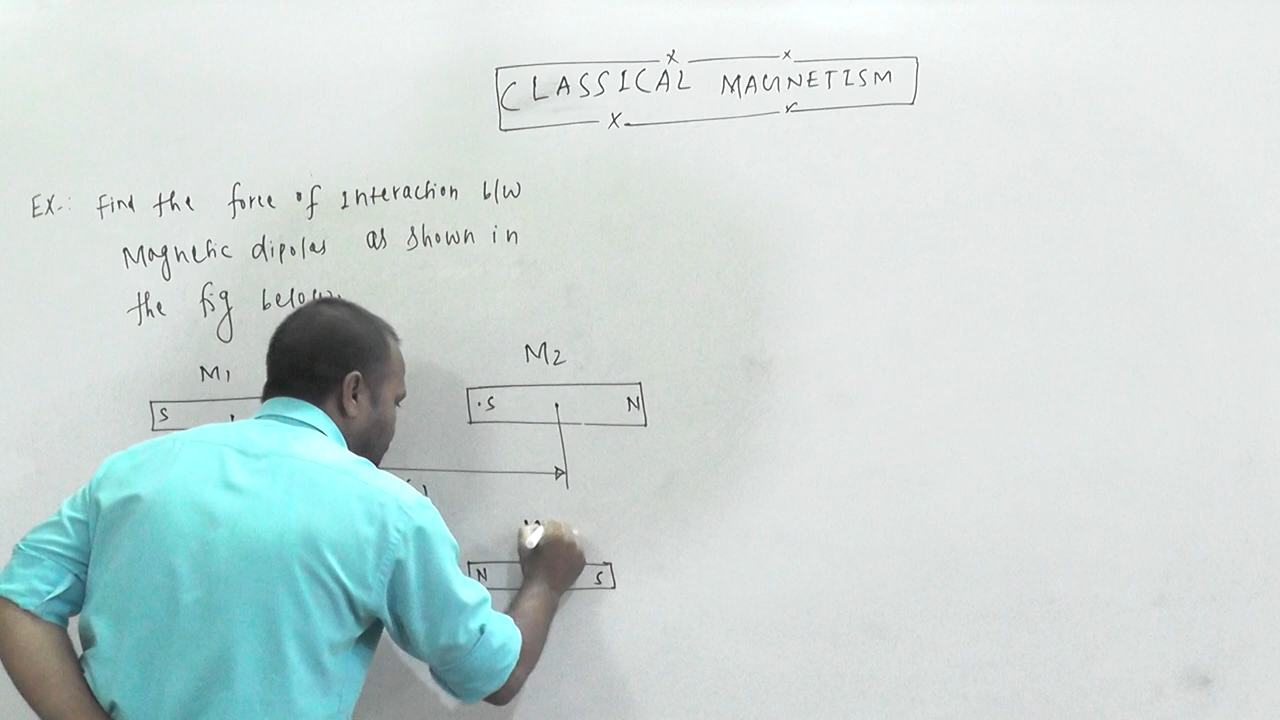 CLASSICAL MAGNETISM
EX.: Find the force of Interaction b/w
Magnetic dipoles as shown in
the fig below.
M1
M2
S
S
N
N
S